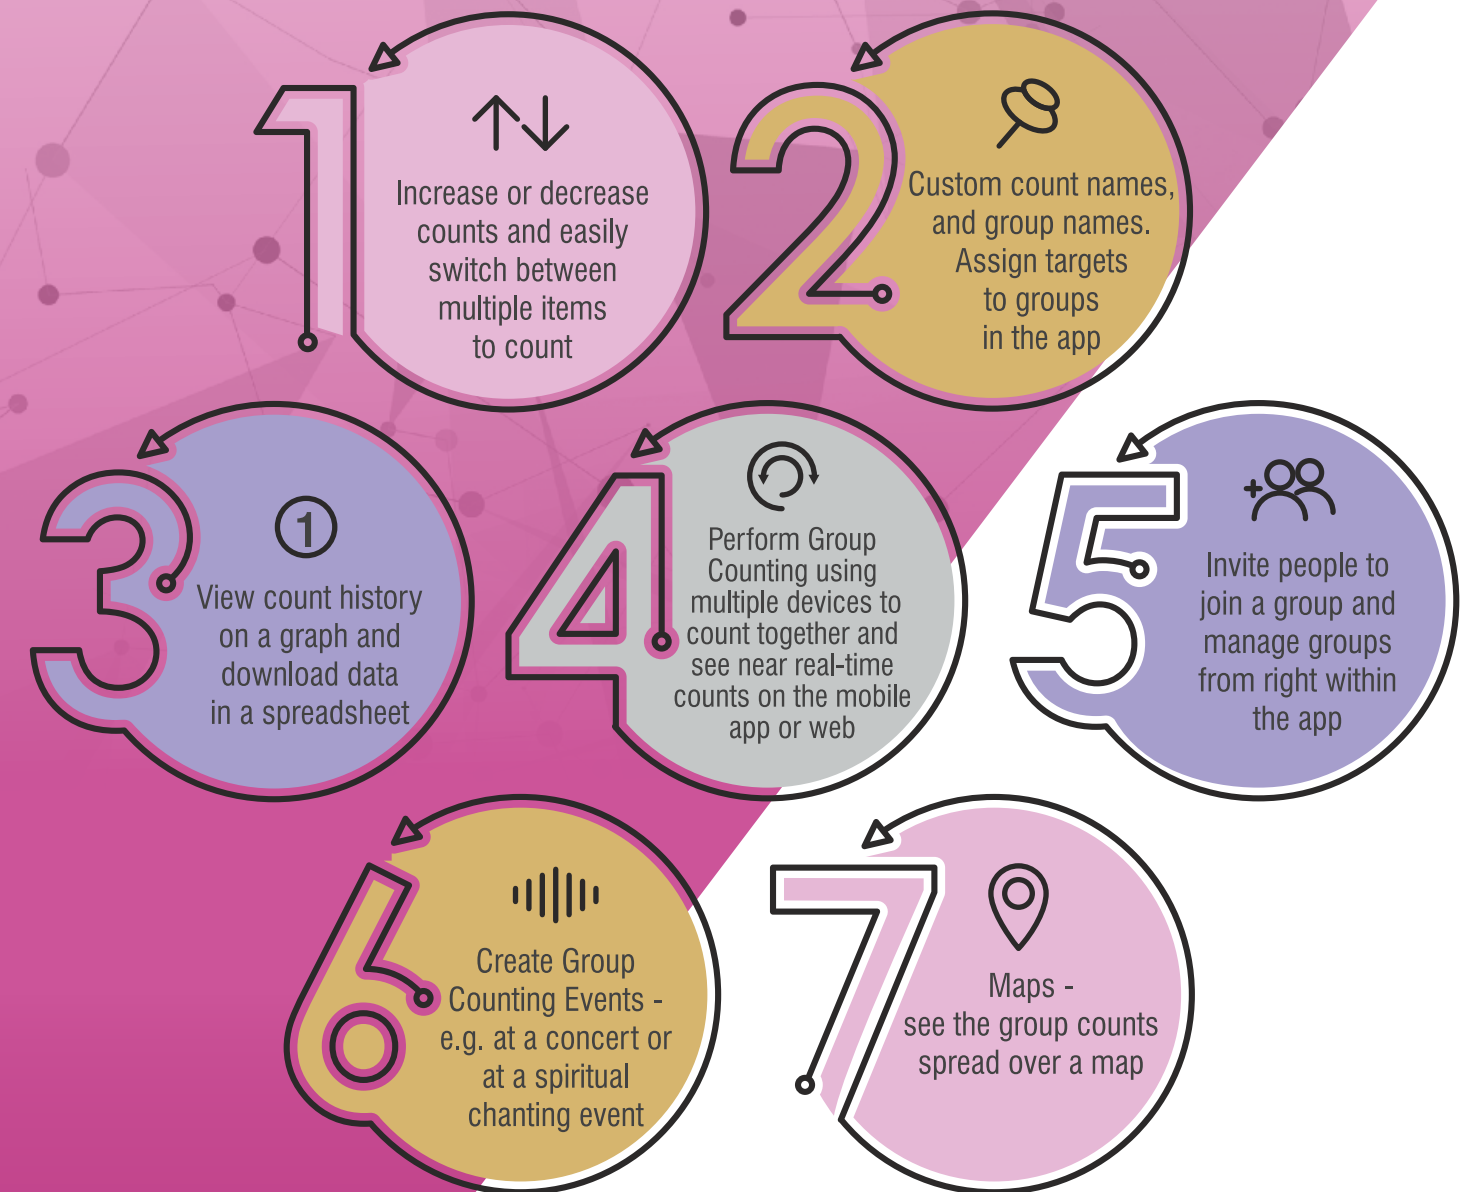 1
Increase or decrease
counts and easily
switch between
multiple items
to count
2
Custom count names,
and group names.
Assign targets
to groups
in the app
3
1
View count history
on a graph and
download data
in a spreadsheet
4
Perform Group
Counting using
multiple devices to
count together and
see near real-time
counts on the mobile
app or web
5
Invite people to
join a group and
manage groups
from right within
the app
6
Create Group
Counting Events -
e.g. at a concert or
at a spiritual
chanting event
7
Maps -
see the group counts
spread over a map